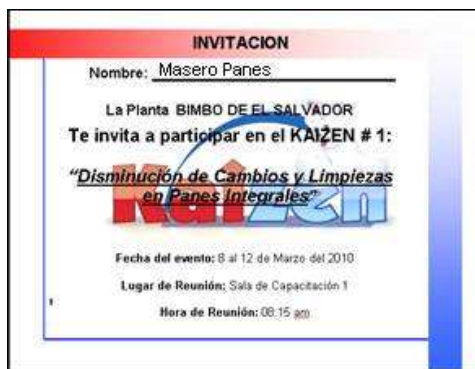 INVITACION
Nombre: Masero Panes
La Planta BIMBO DE EL SALVADOR
Te invita a participar en el KAIZEN # 1:
“Disminución de Cambios y Limpiezas
en Panes Integrales”
Kaizen
Fecha del evento: 8 al 12 de Marzo del 2010
Lugar de Reunión: Sala de Capacitación 1
Hora de Reunión: 08:15 am